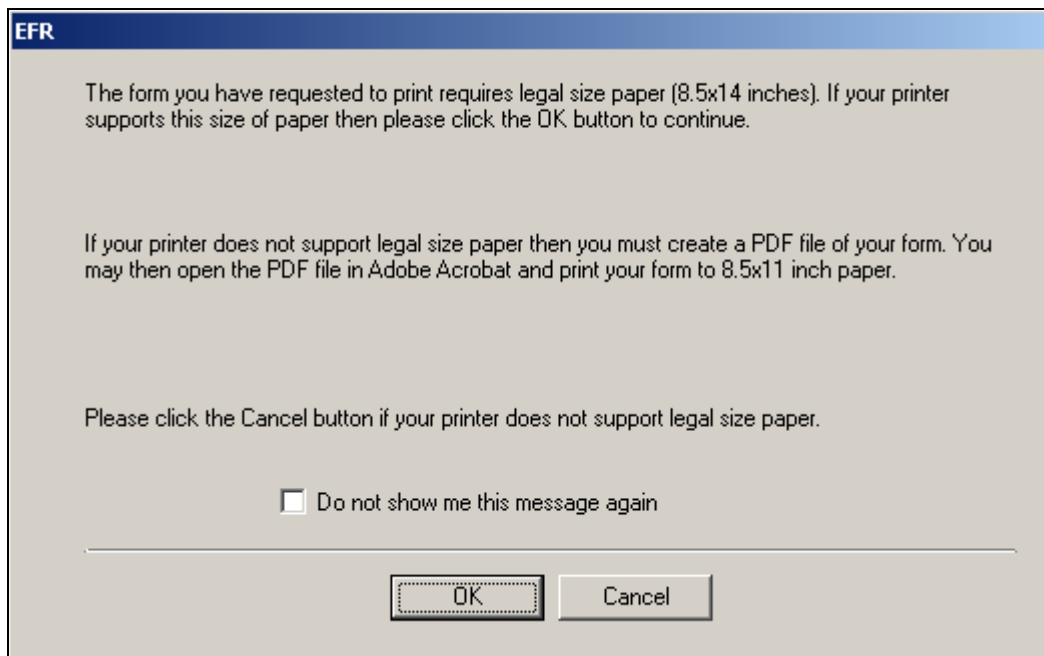 EFR
The form you have requested to print requires legal size paper (8.5x14 inches). If your printer
supports this size of paper then please click the OK button to continue.
If your printer does not support legal size paper then you must create a PDF file of your form. You
may then open the PDF file in Adobe Acrobat and print your form to 8.5x11 inch paper.
Please click the Cancel button if your printer does not support legal size paper.
Do not show me this message again
OK Cancel